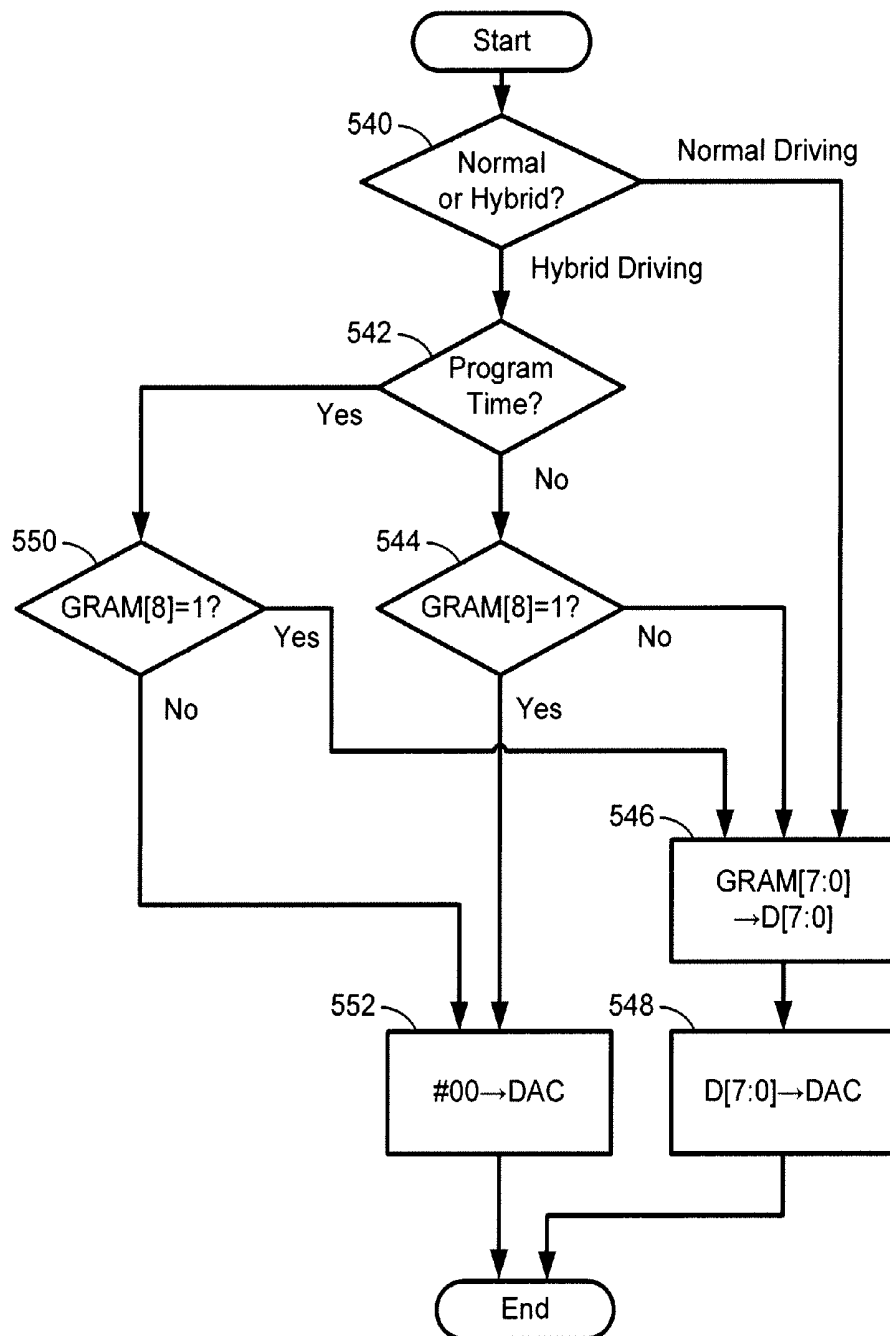 Start
540
Normal
or Hybrid?
Normal Driving
Hybrid Driving
542
Program
Time?
Yes
No
550
GRAM[8]=1?
Yes
No
544
GRAM[8]=1?
No
Yes
546
GRAM[7:0]
→D[7:0]
552
#00→DAC
548
D[7:0]→DAC
End